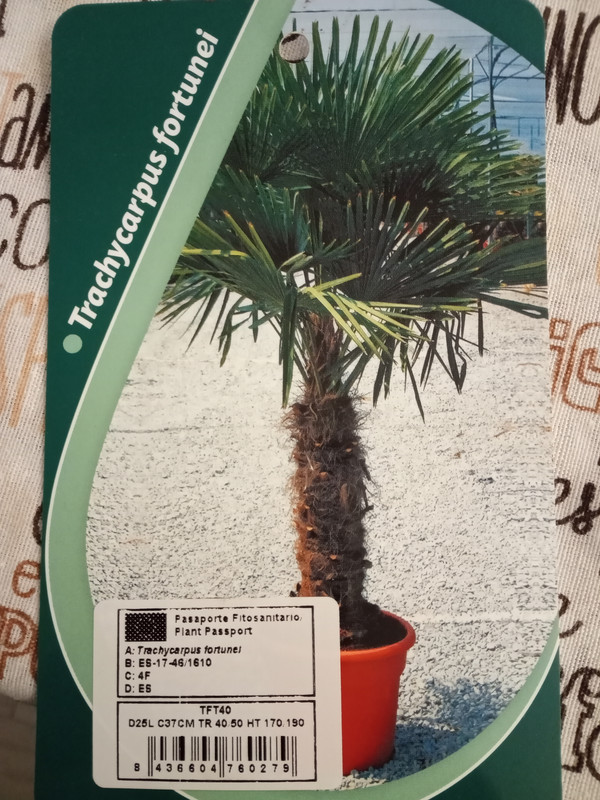 Trachycarpus fortunei
Pasaporte Fitosanitario/
Plant Passport
A: Trachycarpus fortunei
B: ES-17-46/1610
C: 4F
D: ES
TFT40
D25L C37CM TR 40.50 HT 170.190
8 436604 760279